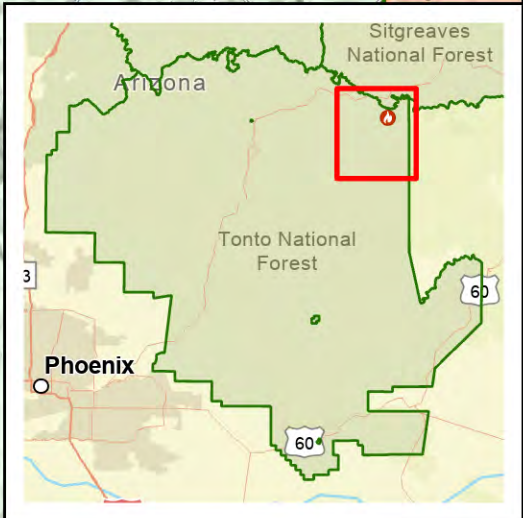 Sitgreaves
National Forest
Arizona
Tonto National
Forest
3
60
Phoenix
60